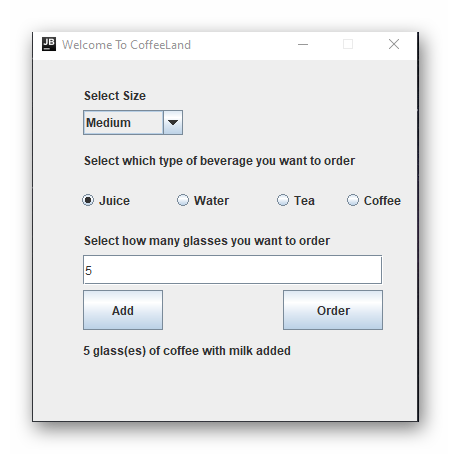 JB Welcome To CoffeeLand
Select Size
Medium
Select which type of beverage you want to order
Juice Water Tea Coffee
Select how many glasses you want to order
5
Add Order
5 glass(es) of coffee with milk added